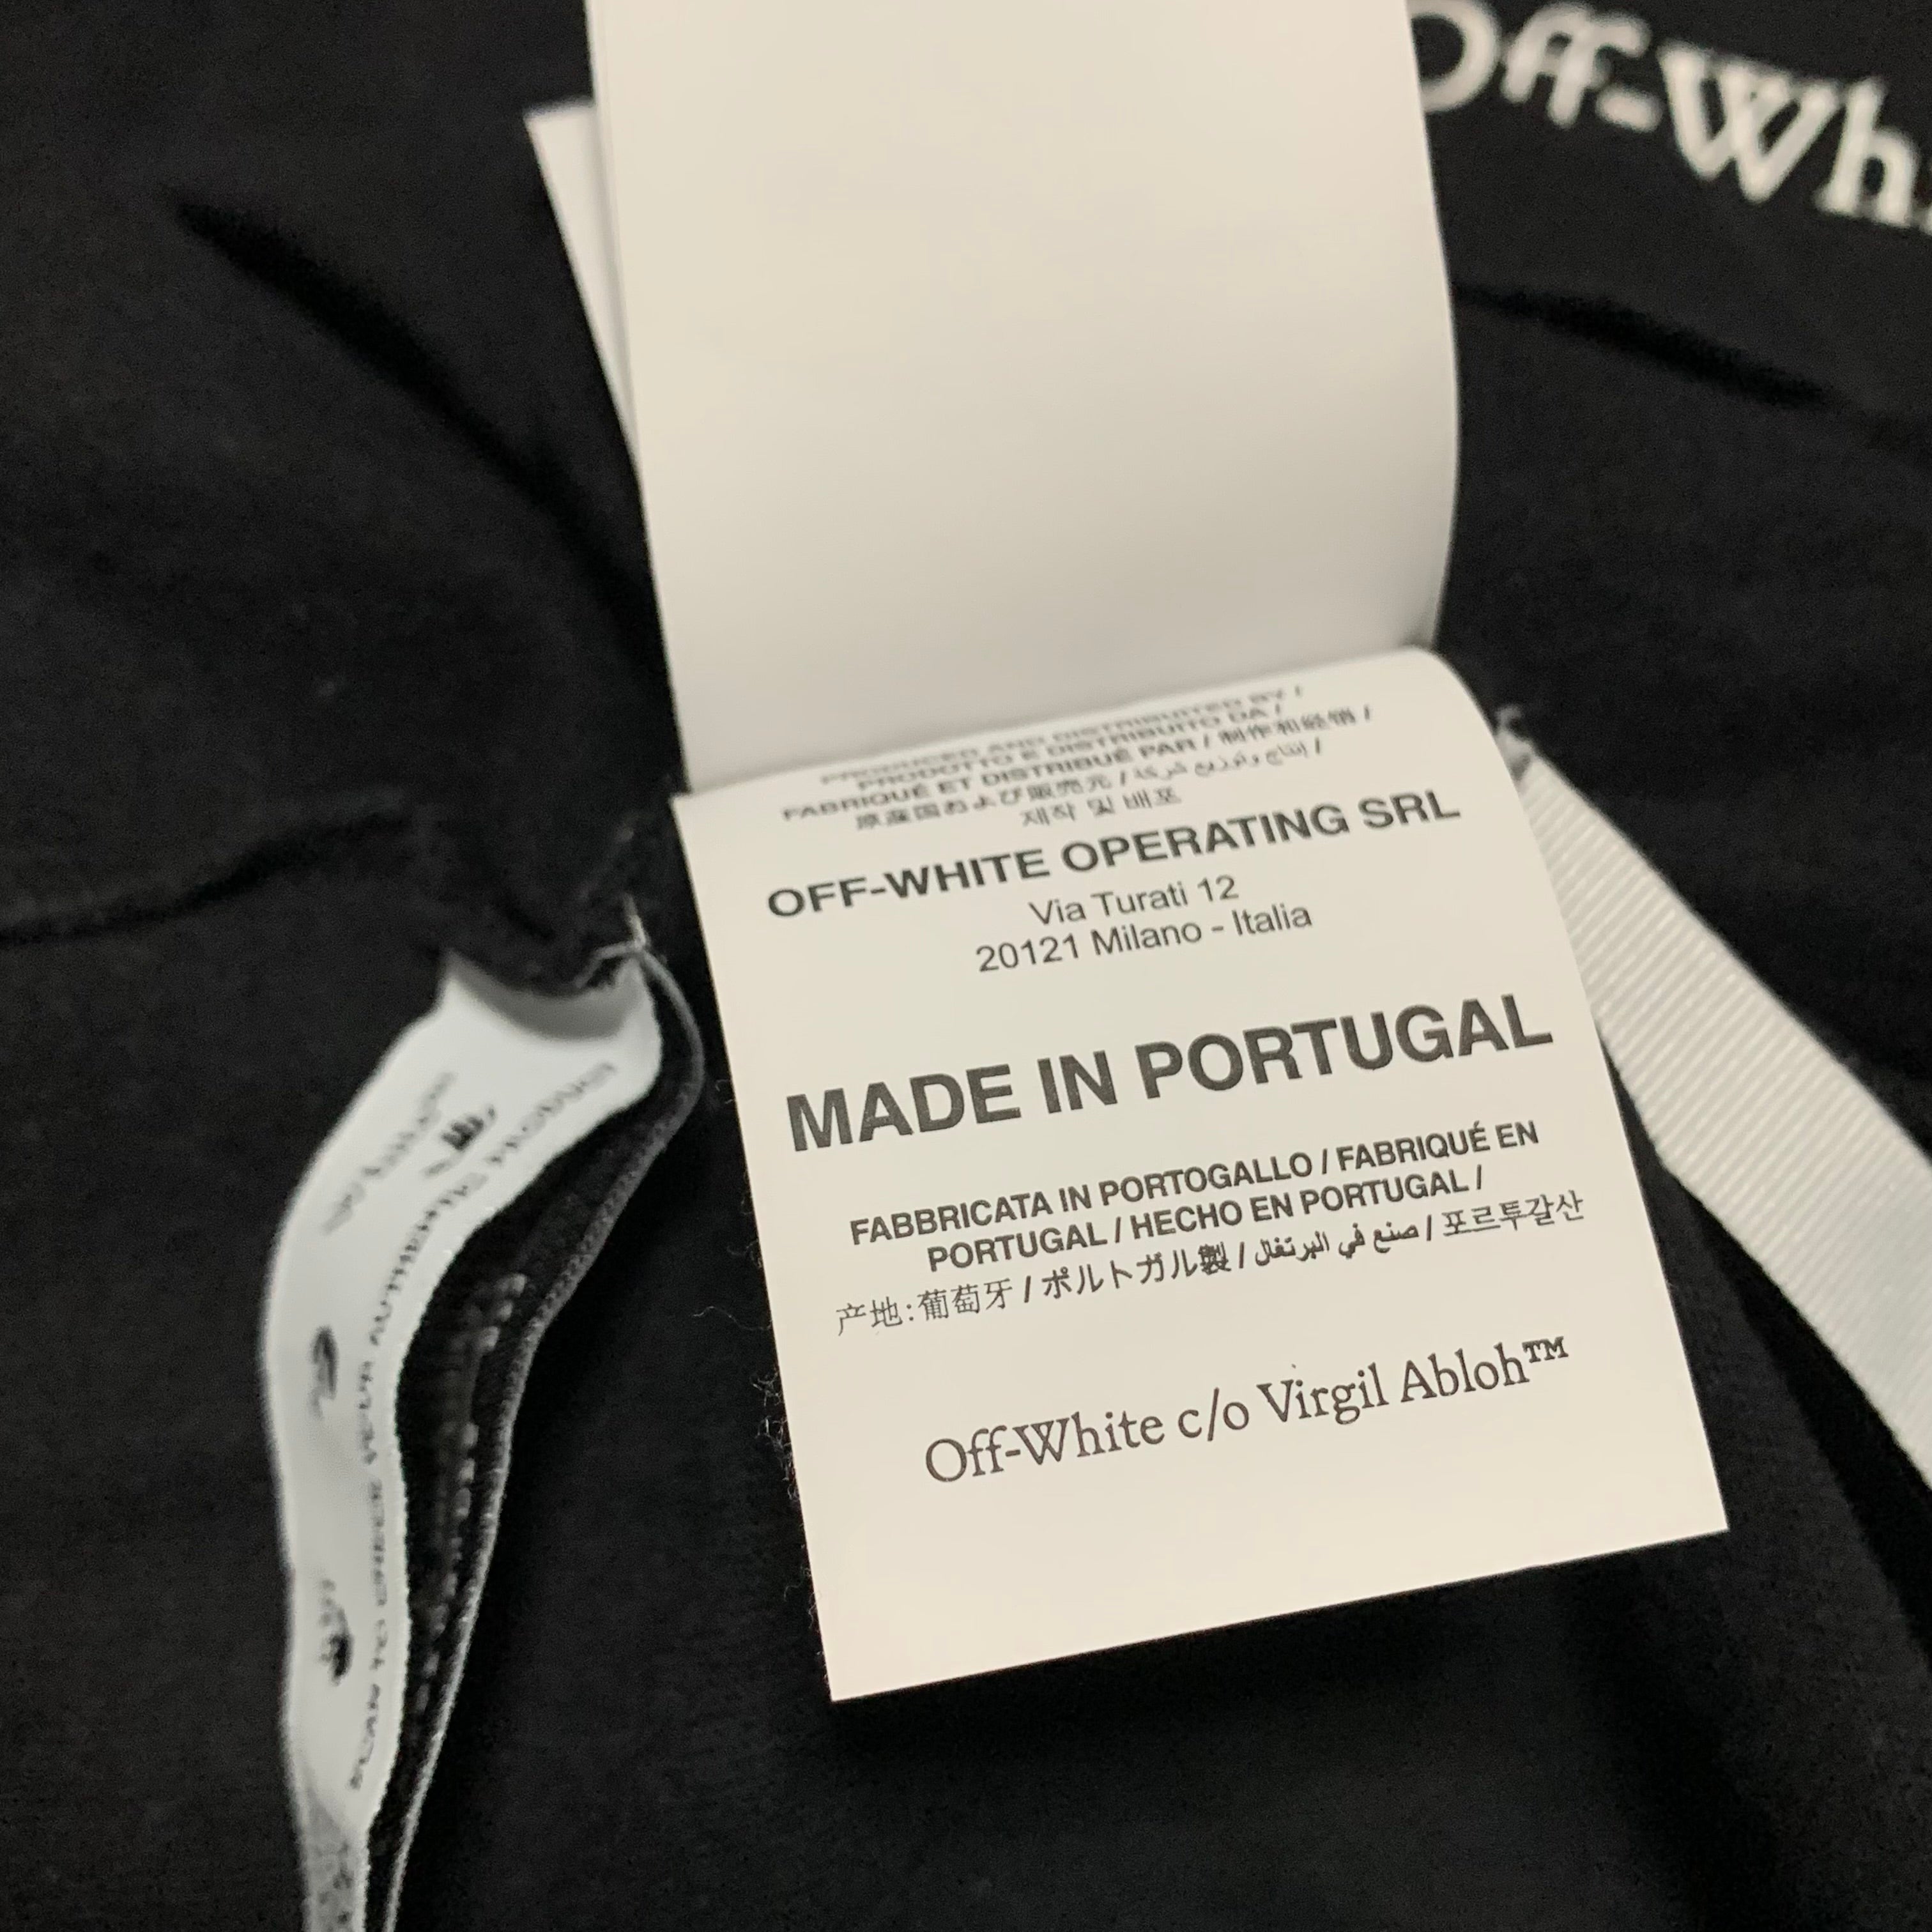 Off-Wh
PRODUCED AND DISTRIBUTED BY /
PRODOTTO E DISTRIBUITO DA /
FABRIQUÉ ET DISTRIBUÉ PAR / 制作和经销 /
原産国および販売元 / إنتاج وتوزيع شركة /
제작 및 배포
OFF-WHITE OPERATING SRL
Via Turati 12
20121 Milano - Italia
MADE IN PORTUGAL
FABBRICATA IN PORTOGALLO / FABRIQUÉ EN
PORTUGAL / HECHO EN PORTUGAL /
产地:葡萄牙 / ポルトガル製 / صنع في البرتغال / 포르투갈산
Off-White c/o Virgil Abloh™
SCAN TO CHECK YOUR AUTHENTIC